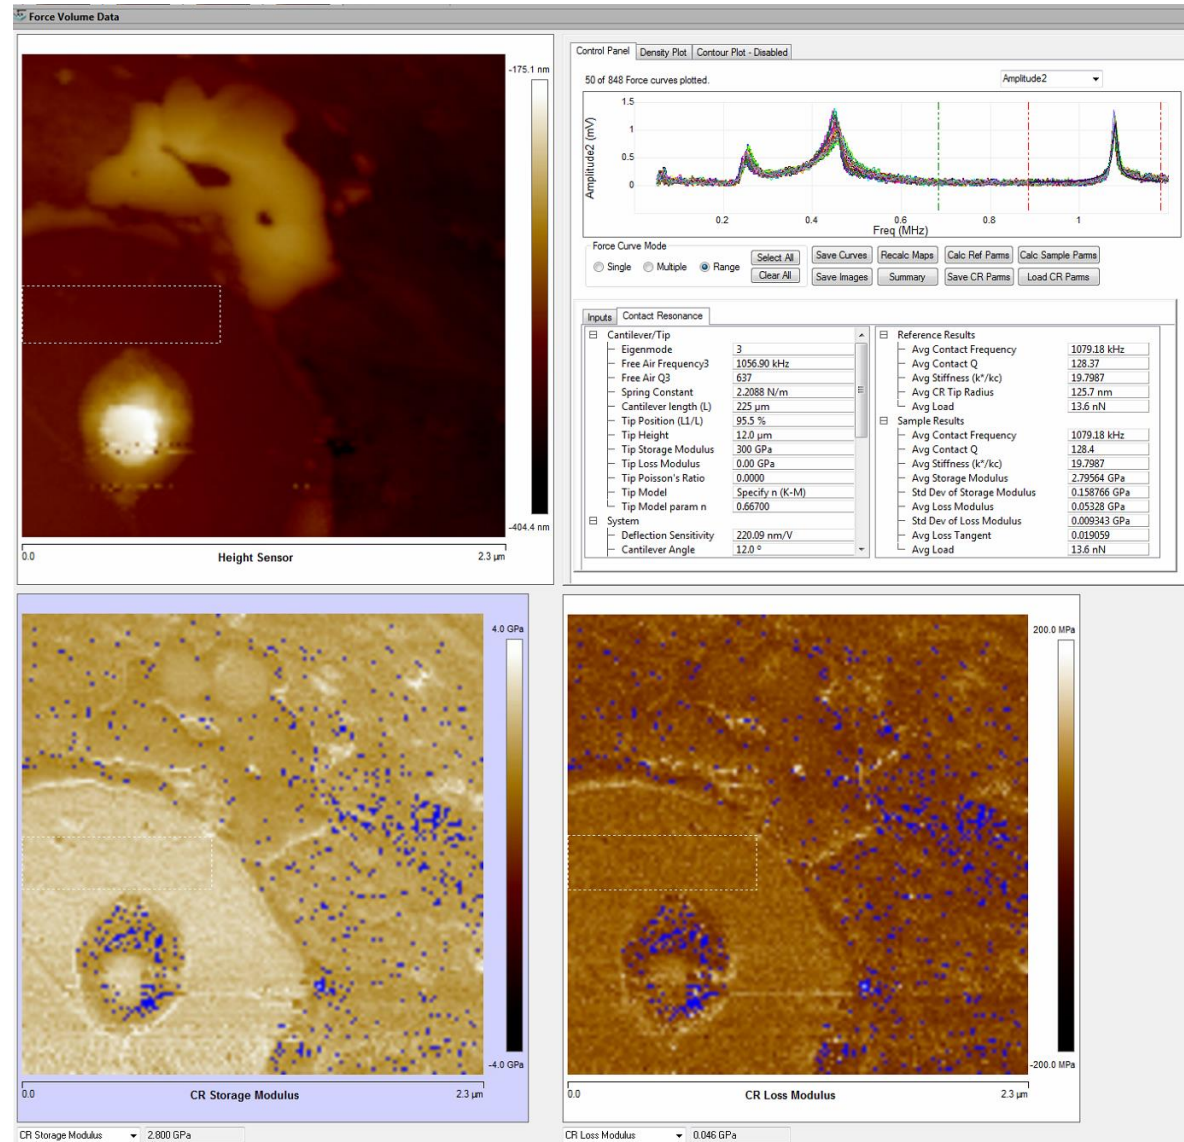 Force Volume Data
-175.1 nm
-404.4 nm
0.0 Height Sensor 2.3 µm
Control Panel Density Plot Contour Plot - Disabled
50 of 848 Force curves plotted. Amplitude2
Amplitude2 (mV)
1.5
1
0.5
0
0.2 0.4 0.6 0.8 1
Freq (MHz)
Force Curve Mode
Single Multiple Range
Select All Save Curves Recalc Maps Calc Ref Parms Calc Sample Parms
Clear All Save Images Summary Save CR Parms Load CR Parms
Inputs Contact Resonance
Cantilever/Tip
Eigenmode 3
Free Air Frequency3 1056.90 kHz
Free Air Q3 637
Spring Constant 2.2088 N/m
Cantilever length (L) 225 µm
Tip Position (L1/L) 95.5 %
Tip Height 12.0 µm
Tip Storage Modulus 300 GPa
Tip Loss Modulus 0.00 GPa
Tip Poisson's Ratio 0.0000
Tip Model Specify n (K-M)
Tip Model param n 0.66700
System
Deflection Sensitivity 220.09 nm/V
Cantilever Angle 12.0 °
Reference Results
Avg Contact Frequency 1079.18 kHz
Avg Contact Q 128.37
Avg Stiffness (k*/kc) 19.7987
Avg CR Tip Radius 125.7 nm
Avg Load 13.6 nN
Sample Results
Avg Contact Frequency 1079.18 kHz
Avg Contact Q 128.4
Avg Stiffness (k*/kc) 19.7987
Avg Storage Modulus 2.79564 GPa
Std Dev of Storage Modulus 0.158766 GPa
Avg Loss Modulus 0.05328 GPa
Std Dev of Loss Modulus 0.009343 GPa
Avg Loss Tangent 0.019059
Avg Load 13.6 nN
4.0 GPa
-4.0 GPa
0.0 CR Storage Modulus 2.3 µm
CR Storage Modulus 2.800 GPa
200.0 MPa
-200.0 MPa
0.0 CR Loss Modulus 2.3 µm
CR Loss Modulus 0.046 GPa